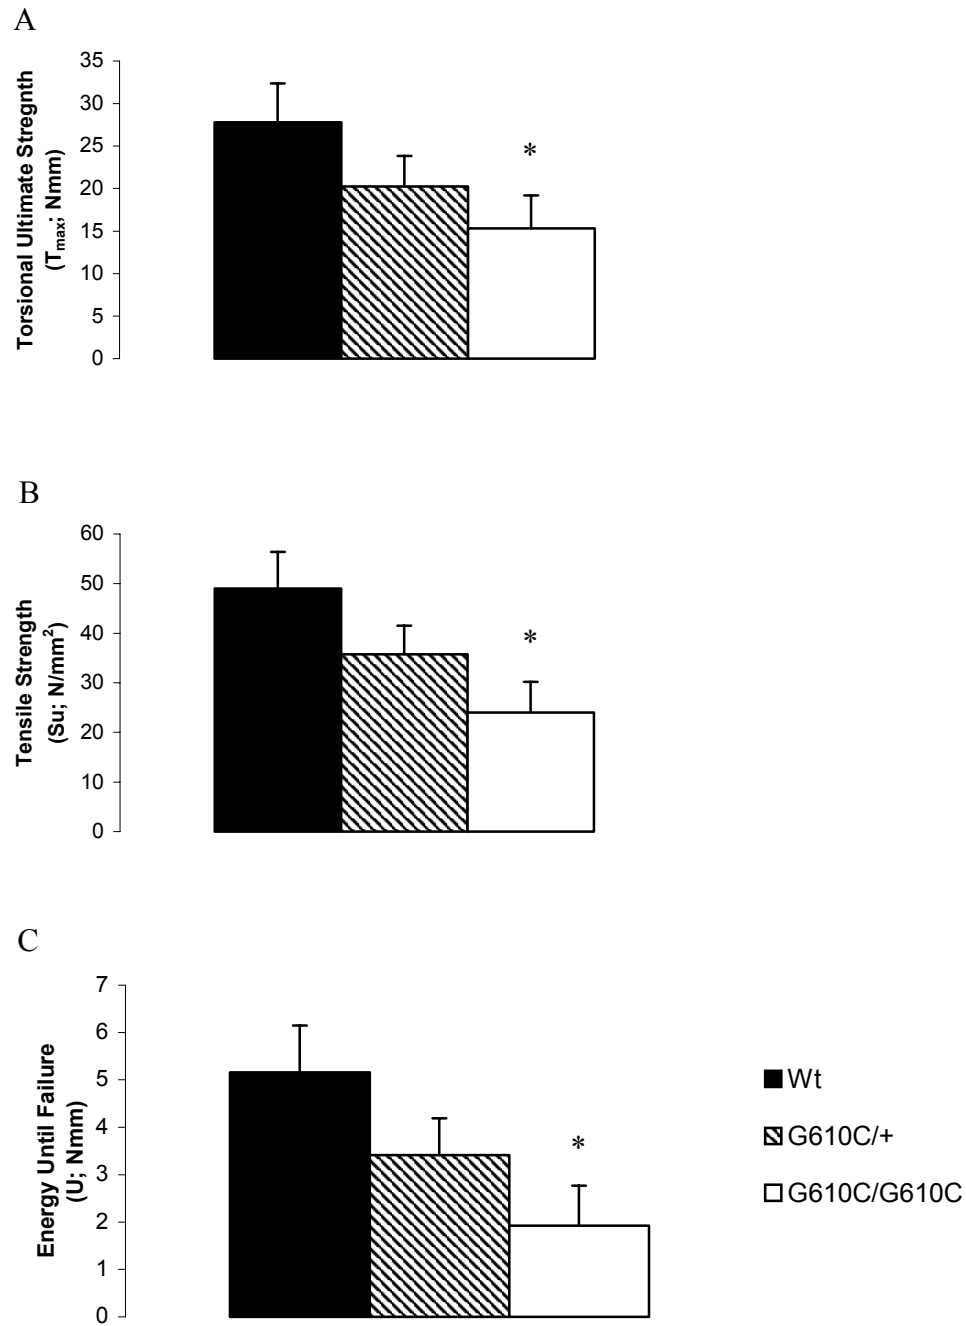 A
Torsional Ultimate Stregnth
(Tmax; Nmm)
35
30
25
20
15
10
5
0
*
B
Tensile Strength
(Su; N/mm²)
60
50
40
30
20
10
0
*
C
Energy Until Failure
(U; Nmm)
7
6
5
4
3
2
1
0
*
Wt
G610C/+
G610C/G610C